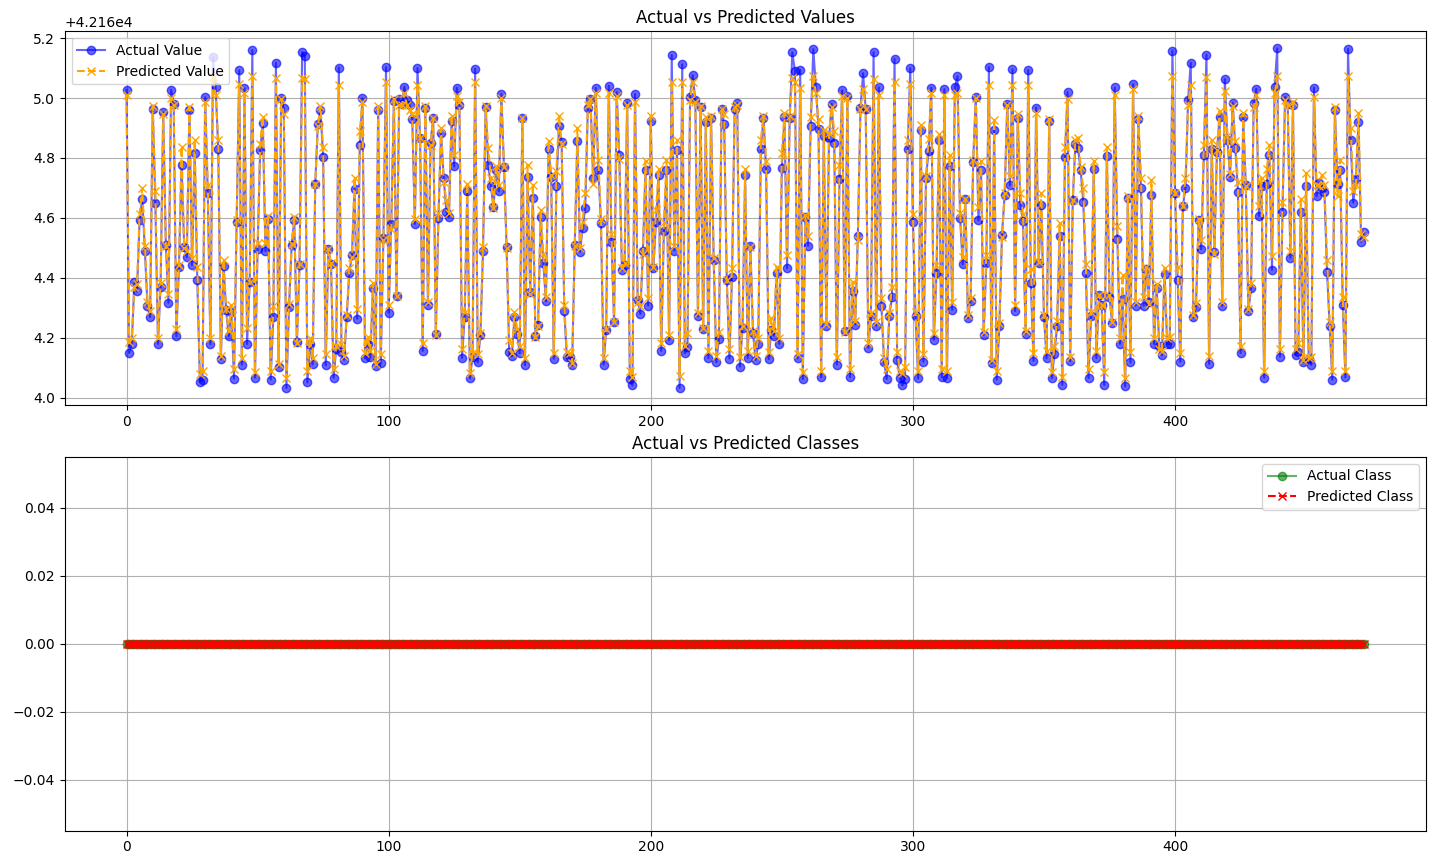 Actual vs Predicted Values
+4.216e4
5.2
5.0
4.8
4.6
4.4
4.2
4.0
Actual Value
Predicted Value
0 100 200 300 400
Actual vs Predicted Classes
0.04
0.02
0.00
−0.02
−0.04
Actual Class
Predicted Class
0 100 200 300 400